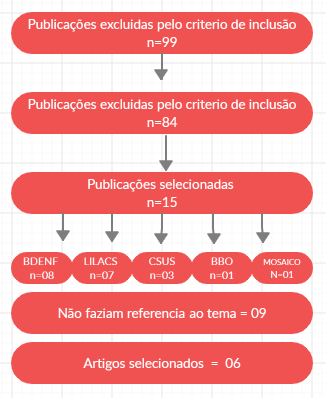 Publicações excluidas pelo criterio de inclusão
n=99
Publicações excluidas pelo criterio de inclusão
n=84
Publicações selecionadas
n=15
BDENF
n=08
LILACS
n=07
CSUS
n=03
BBO
n=01
MOSAICO
N=01
Não faziam referencia ao tema = 09
Artigos selecionados = 06